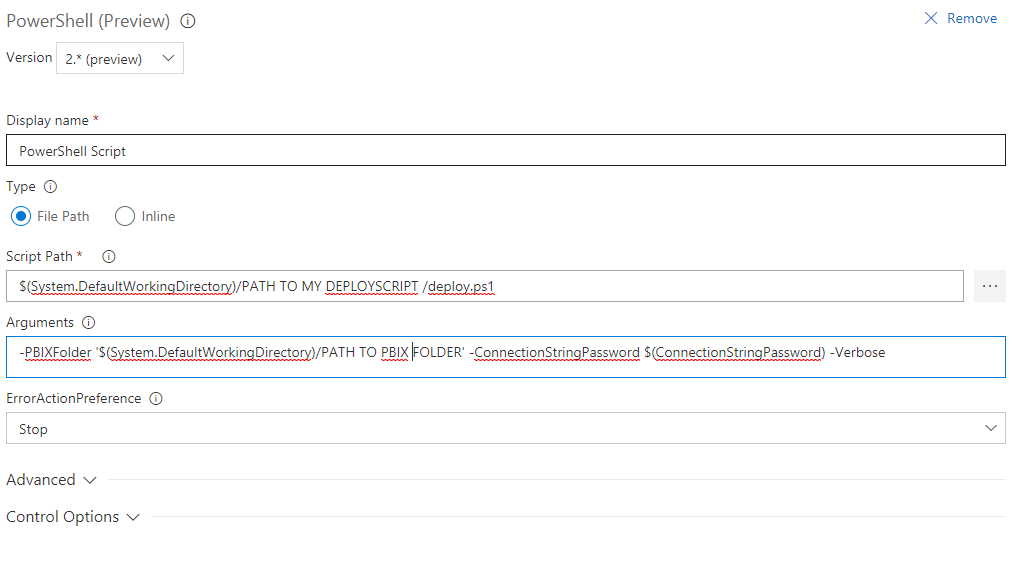 PowerShell (Preview)
Remove
Version 2.* (preview)
Display name *
PowerShell Script
Type
File Path Inline
Script Path *
$(System.DefaultWorkingDirectory)/PATH TO MY DEPLOYSCRIPT /deploy.ps1
...
Arguments
-PBIXFolder '$(System.DefaultWorkingDirectory)/PATH TO PBIX FOLDER' -ConnectionStringPassword $(ConnectionStringPassword) -Verbose
ErrorActionPreference
Stop
Advanced
Control Options